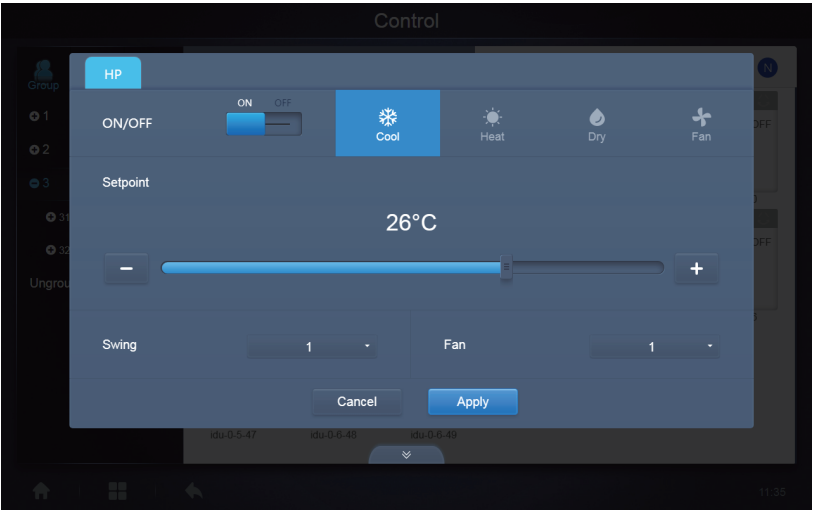 Control
Group
N
HP
ON/OFF
ON OFF
Cool
Heat
Dry
Fan
1
2
3
31
32
Setpoint
26°C
Swing
1
Fan
1
Cancel
Apply
idu-0-5-47
idu-0-6-48
idu-0-6-49
11:35